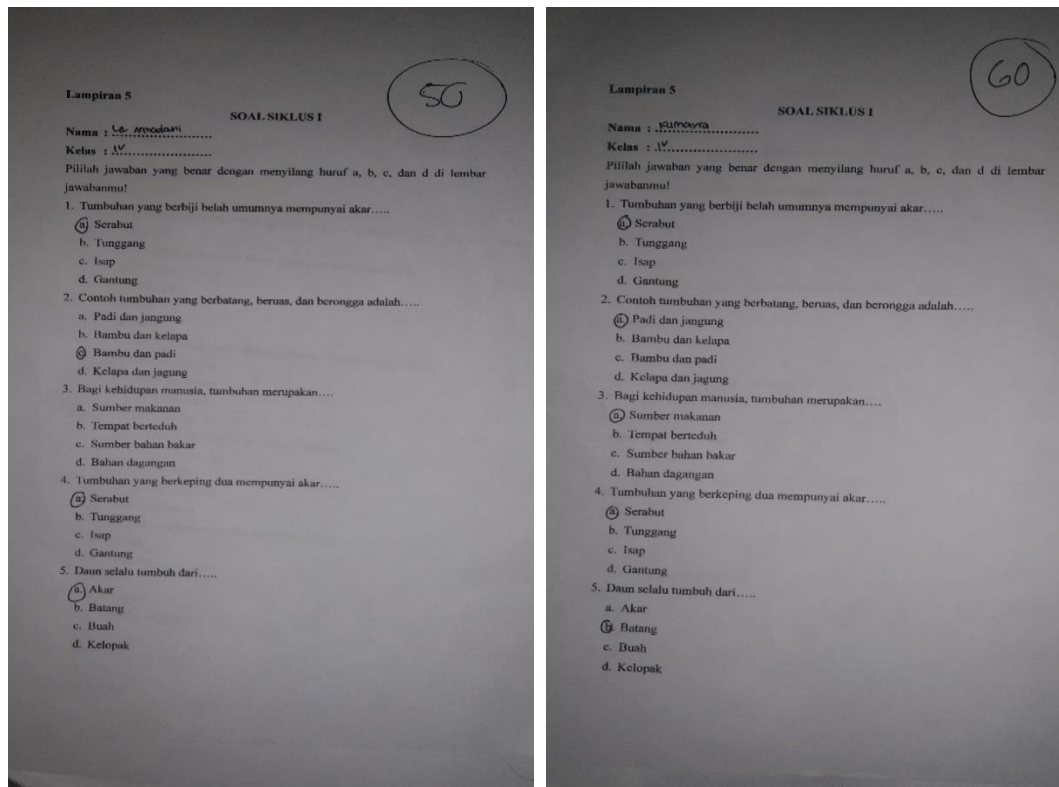 50
Lampiran 5
SOAL SIKLUS I
Nama : La Armadani
Kelas : IV
Pililah jawaban yang benar dengan menyilang huruf a, b, c, dan d di lembar
jawabanmu!
1. Tumbuhan yang berbiji belah umumnya mempunyai akar.....
a. Serabut
b. Tunggang
c. Isap
d. Gantung
2. Contoh tumbuhan yang berbatang, beruas, dan berongga adalah.....
a. Padi dan jangung
b. Bambu dan kelapa
c. Bambu dan padi
d. Kelapa dan jagung
3. Bagi kehidupan manusia, tumbuhan merupakan....
a. Sumber makanan
b. Tempat berteduh
c. Sumber bahan bakar
d. Bahan dagangan
4. Tumbuhan yang berkeping dua mempunyai akar.....
a. Serabut
b. Tunggang
c. Isap
d. Gantung
5. Daun selalu tumbuh dari.....
a. Akar
b. Batang
c. Buah
d. Kelopak
60
Lampiran 5
SOAL SIKLUS I
Nama :
Kelas : IV
Pililah jawaban yang benar dengan menyilang huruf a, b, c, dan d di lembar
jawabanmu!
1. Tumbuhan yang berbiji belah umumnya mempunyai akar.....
a. Serabut
b. Tunggang
c. Isap
d. Gantung
2. Contoh tumbuhan yang berbatang, beruas, dan berongga adalah.....
a. Padi dan jangung
b. Bambu dan kelapa
c. Bambu dan padi
d. Kelapa dan jagung
3. Bagi kehidupan manusia, tumbuhan merupakan....
a. Sumber makanan
b. Tempat berteduh
c. Sumber bahan bakar
d. Bahan dagangan
4. Tumbuhan yang berkeping dua mempunyai akar.....
a. Serabut
b. Tunggang
c. Isap
d. Gantung
5. Daun selalu tumbuh dari.....
a. Akar
b. Batang
c. Buah
d. Kelopak